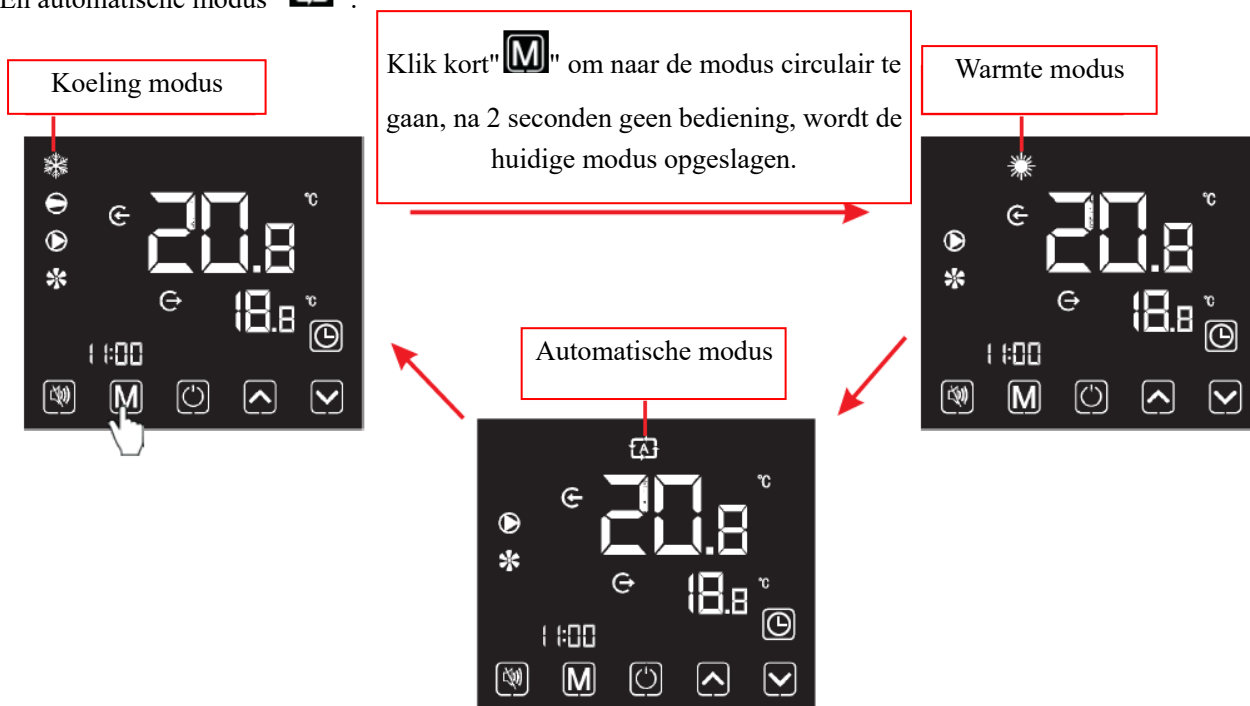 En automatische modus " A ".
Klik kort" M " om naar de modus circulair te
gaan, na 2 seconden geen bediening, wordt de
huidige modus opgeslagen.
Koeling modus
Warmte modus
20.8 °C
18.8 °C
11:00
M
20.8 °C
18.8 °C
11:00
M
Automatische modus
A
20.8 °C
18.8 °C
11:00
M